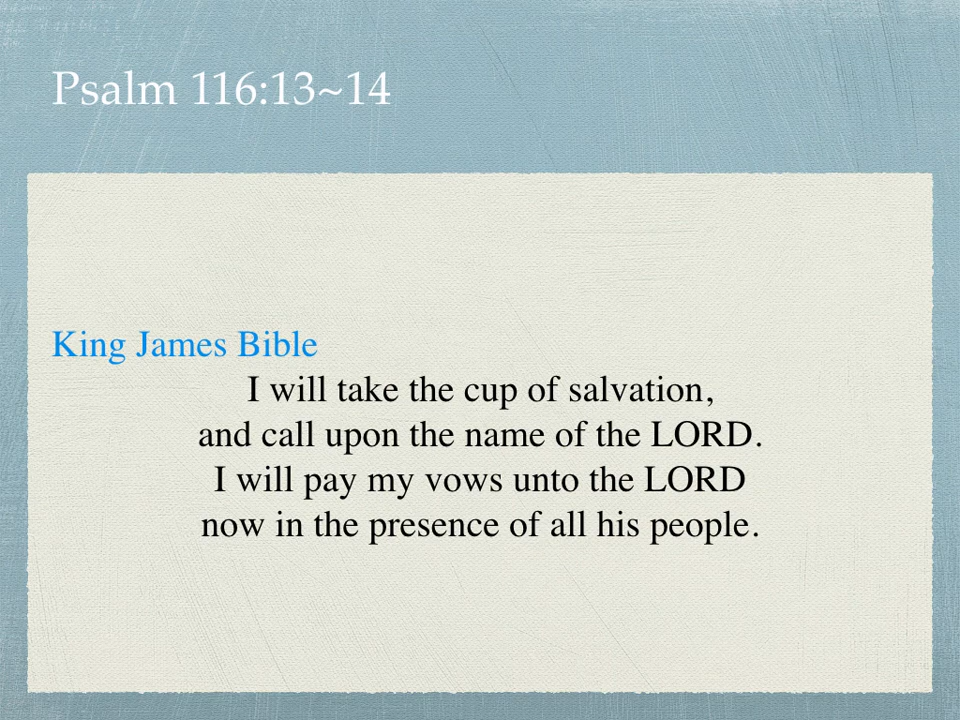 Psalm 116:13~14
King James Bible
I will take the cup of salvation,
and call upon the name of the LORD.
I will pay my vows unto the LORD
now in the presence of all his people.